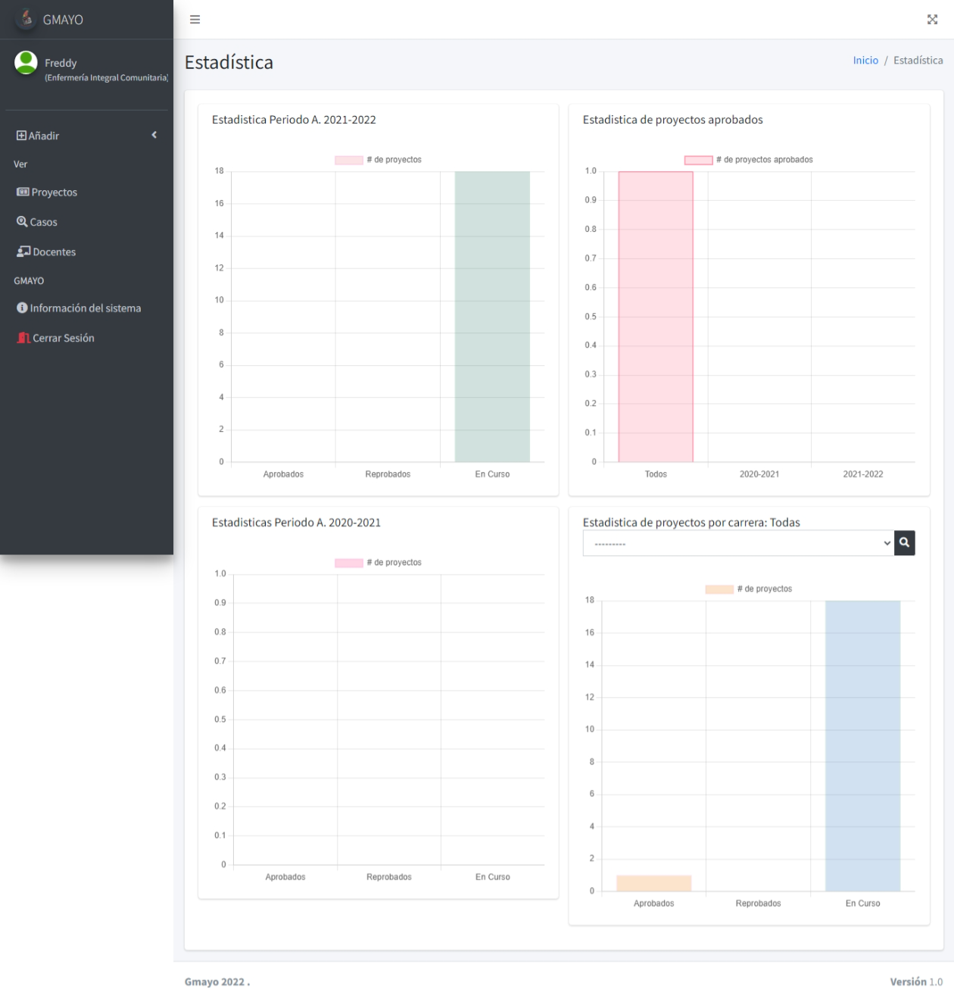 GMAYO
Freddy
(Enfermería Integral Comunitaria)
Añadir
Ver
Proyectos
Casos
Docentes
GMAYO
Información del sistema
Cerrar Sesión
Estadística
Inicio / Estadística
Estadistica Periodo A. 2021-2022
# de proyectos
18
16
14
12
10
8
6
4
2
0
Aprobados Reprobados En Curso
Estadistica de proyectos aprobados
# de proyectos aprobados
1.0
0.9
0.8
0.7
0.6
0.5
0.4
0.3
0.2
0.1
0
Todos 2020-2021 2021-2022
Estadisticas Periodo A. 2020-2021
# de proyectos
1.0
0.9
0.8
0.7
0.6
0.5
0.4
0.3
0.2
0.1
0
Aprobados Reprobados En Curso
Estadistica de proyectos por carrera: Todas
---------
# de proyectos
18
16
14
12
10
8
6
4
2
0
Aprobados Reprobados En Curso
Gmayo 2022 .
Versión 1.0